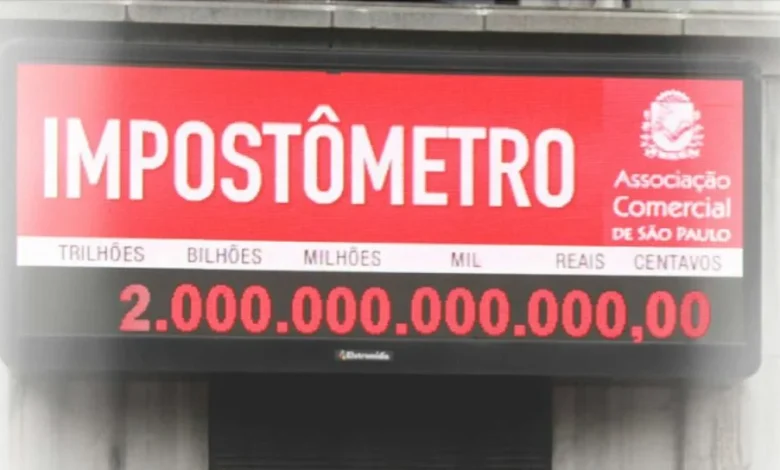 IMPOSTÔMETRO
Associação
Comercial
DE SÃO PAULO
TRILHÕES BILHÕES MILHÕES MIL REAIS CENTAVOS
2.000.000.000.000,00
Eletromidia